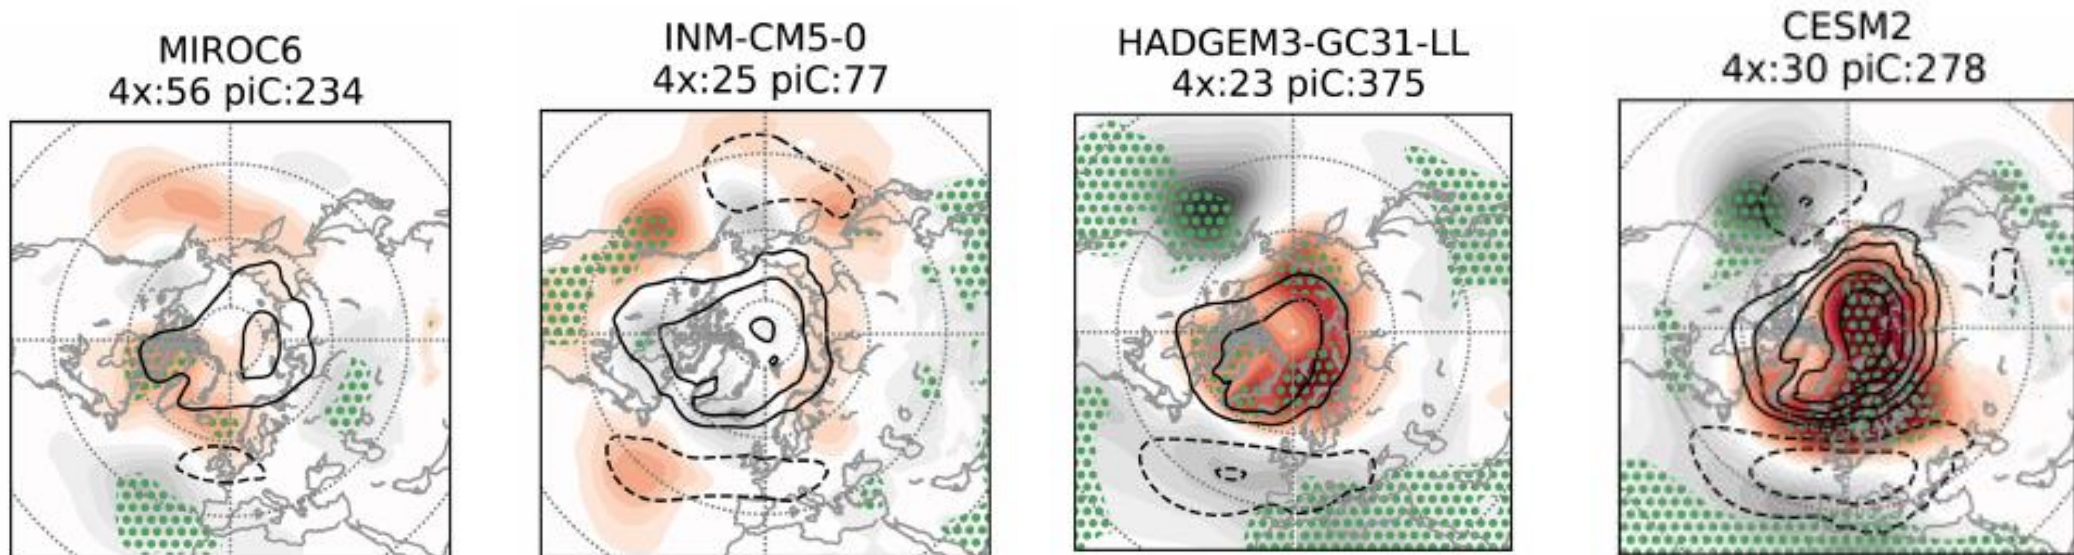 MIROC6
4x:56 piC:234
INM-CM5-0
4x:25 piC:77
HADGEM3-GC31-LL
4x:23 piC:375
CESM2
4x:30 piC:278